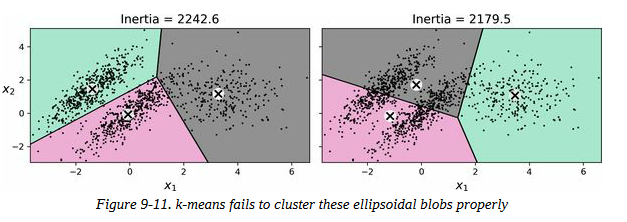 Inertia = 2242.6
Inertia = 2179.5
x2
4
2
0
−2
−2 0 2 4 6
−2 0 2 4 6
x1
x1
Figure 9-11. k-means fails to cluster these ellipsoidal blobs properly